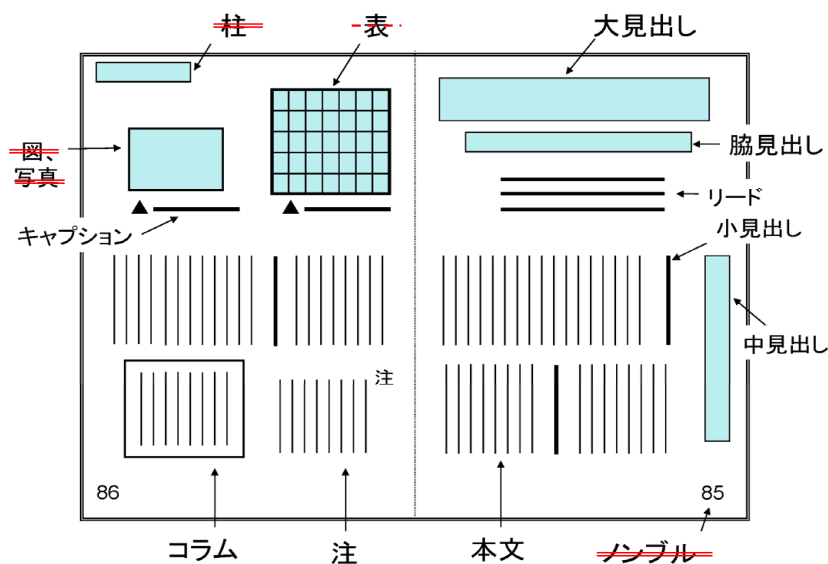 柱
表
大見出し
図、
写真
脇見出し
リード
キャプション
小見出し
中見出し
注
86
85
コラム
注
本文
ノンブル